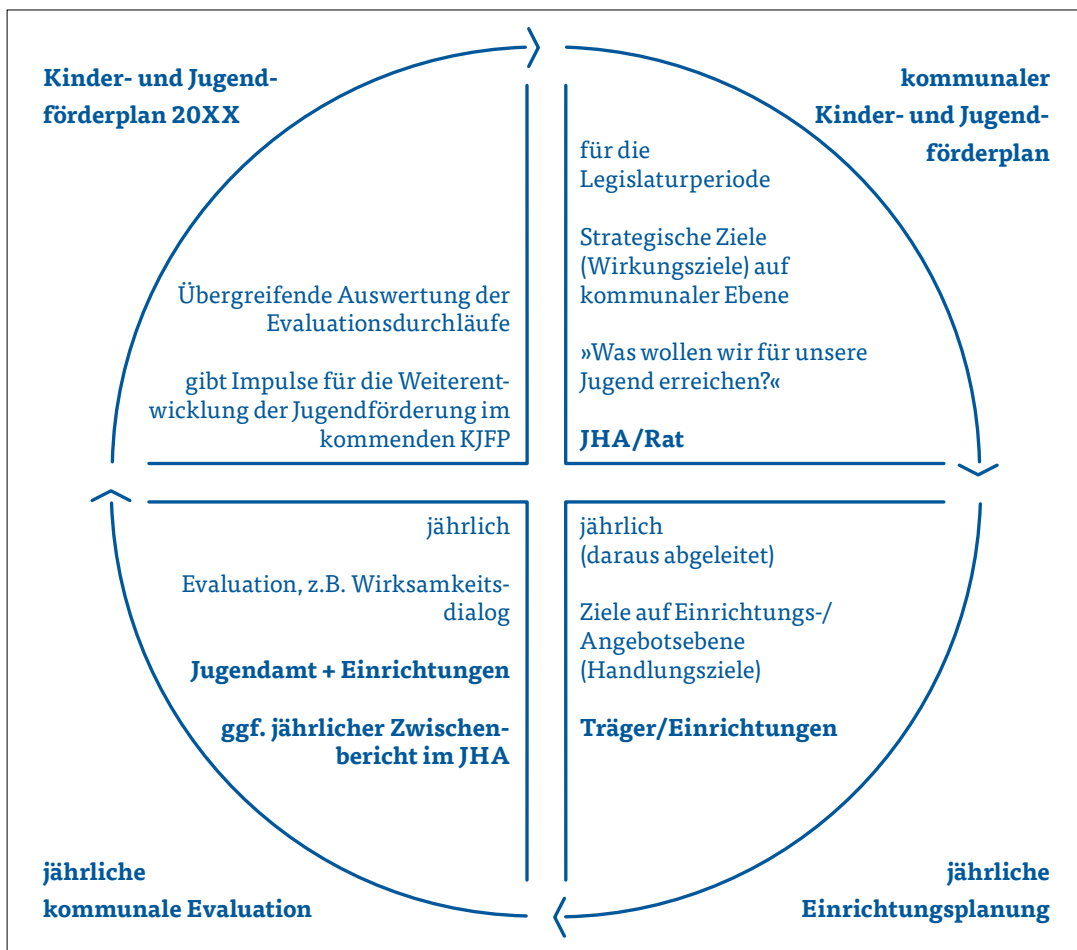 Kinder- und Jugend-
förderplan 20XX
kommunaler
Kinder- und Jugend-
förderplan
für die
Legislaturperiode
Strategische Ziele
(Wirkungsziele) auf
kommunaler Ebene
»Was wollen wir für unsere
Jugend erreichen?«
JHA/Rat
Übergreifende Auswertung der
Evaluationsdurchläufe
gibt Impulse für die Weiterent-
wicklung der Jugendförderung im
kommenden KJFP
jährlich
Evaluation, z.B. Wirksamkeits-
dialog
Jugendamt + Einrichtungen
ggf. jährlicher Zwischen-
bericht im JHA
jährlich
(daraus abgeleitet)
Ziele auf Einrichtungs-/
Angebotsebene
(Handlungsziele)
Träger/Einrichtungen
jährliche
kommunale Evaluation
jährliche
Einrichtungsplanung